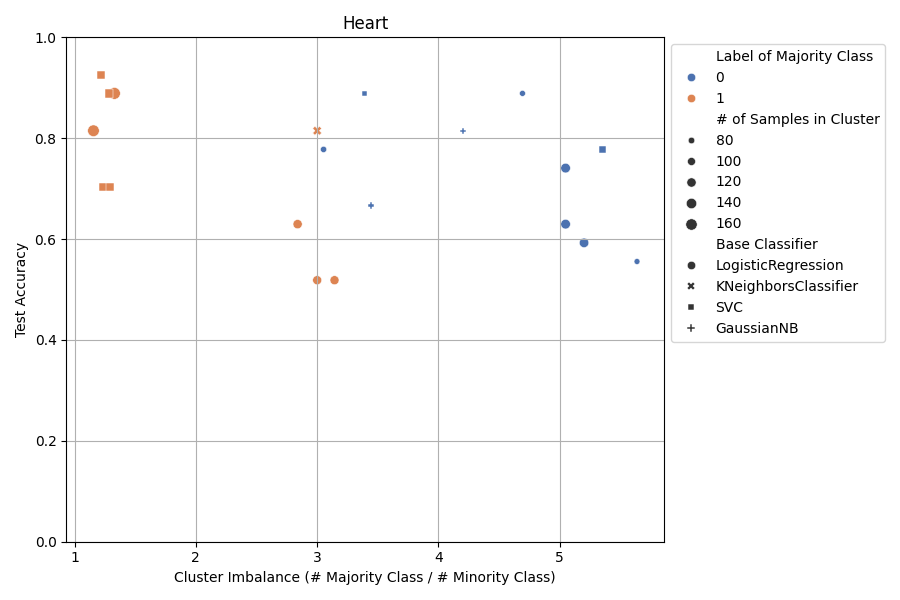 Heart
1.0
0.8
0.6
0.4
0.2
0.0
Test Accuracy
1 2 3 4 5
Cluster Imbalance (# Majority Class / # Minority Class)
Label of Majority Class
0
1
# of Samples in Cluster
80
100
120
140
160
Base Classifier
LogisticRegression
KNeighborsClassifier
SVC
GaussianNB